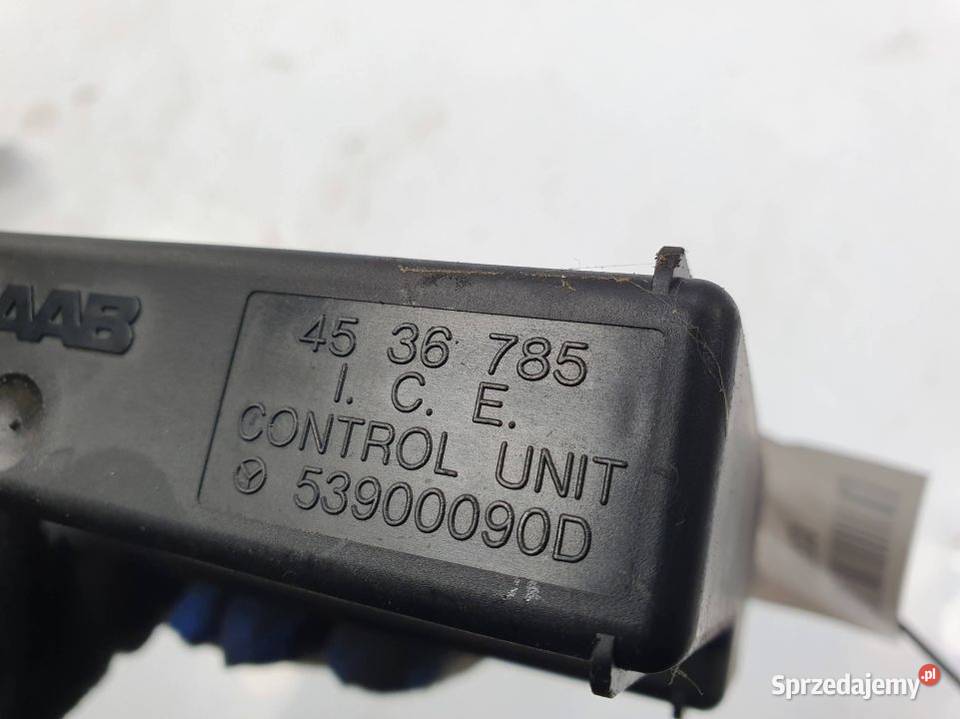 AAB
45 36 785
I. C. E.
CONTROL UNIT
53900090D
Sprzedajemy.pl